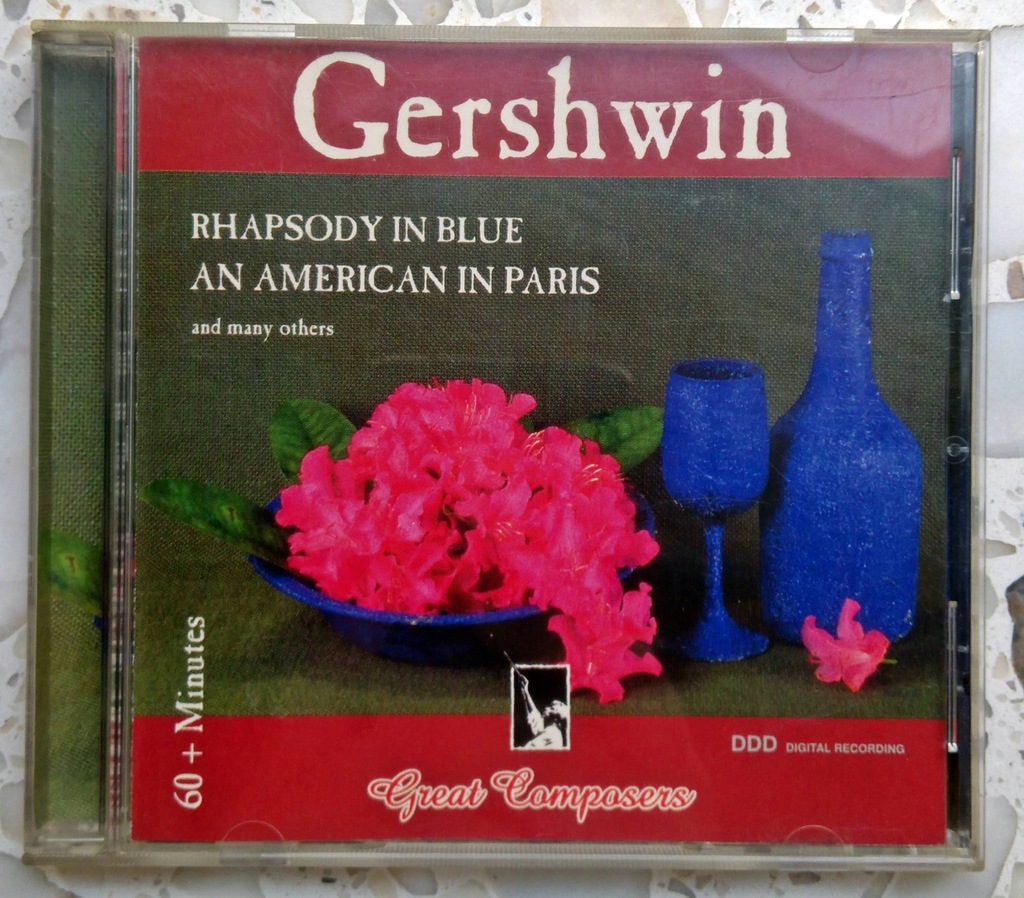 Gershwin
RHAPSODY IN BLUE
AN AMERICAN IN PARIS
and many others
60 + Minutes
DDD DIGITAL RECORDING
Great Composers